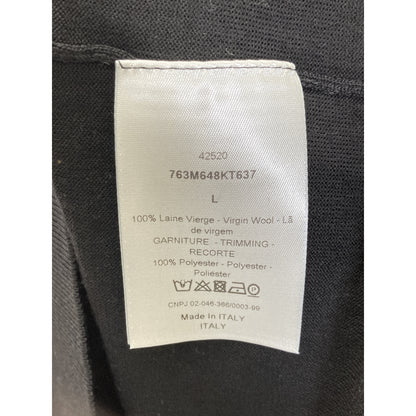 42520
763M648KT637
L
100% Laine Vierge - Virgin Wool - Lã
de virgem
GARNITURE - TRIMMING -
RECORTE
100% Polyester - Polyester -
Poliéster
CNPJ 02-046-366/0003-99
Made In ITALY
ITALY